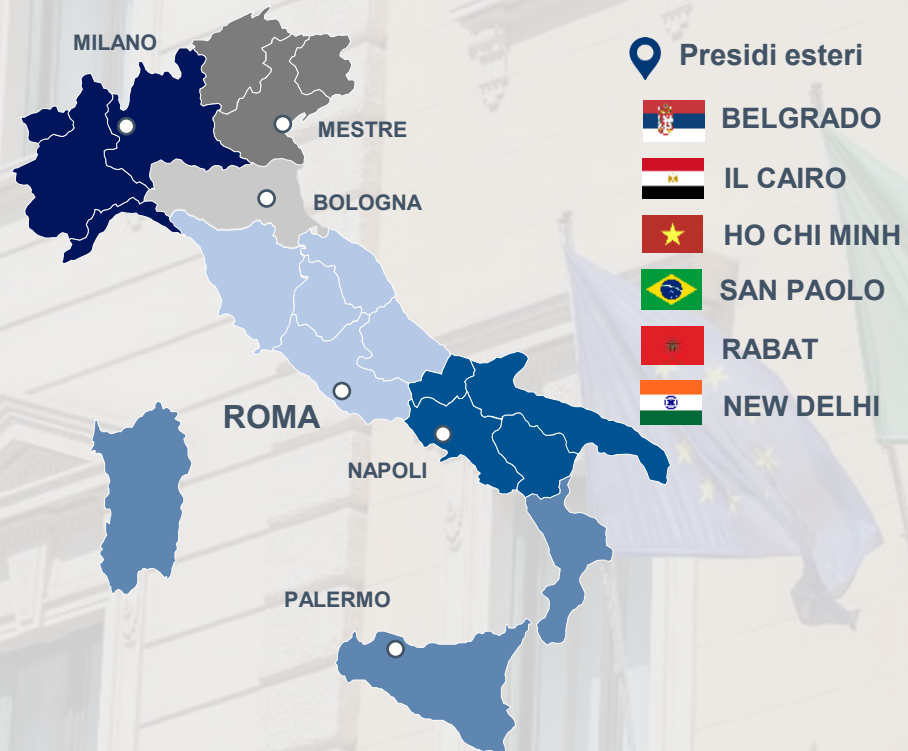 MILANO
MESTRE
BOLOGNA
ROMA
NAPOLI
PALERMO
Presidi esteri
BELGRADO
IL CAIRO
HO CHI MINH
SAN PAOLO
RABAT
NEW DELHI